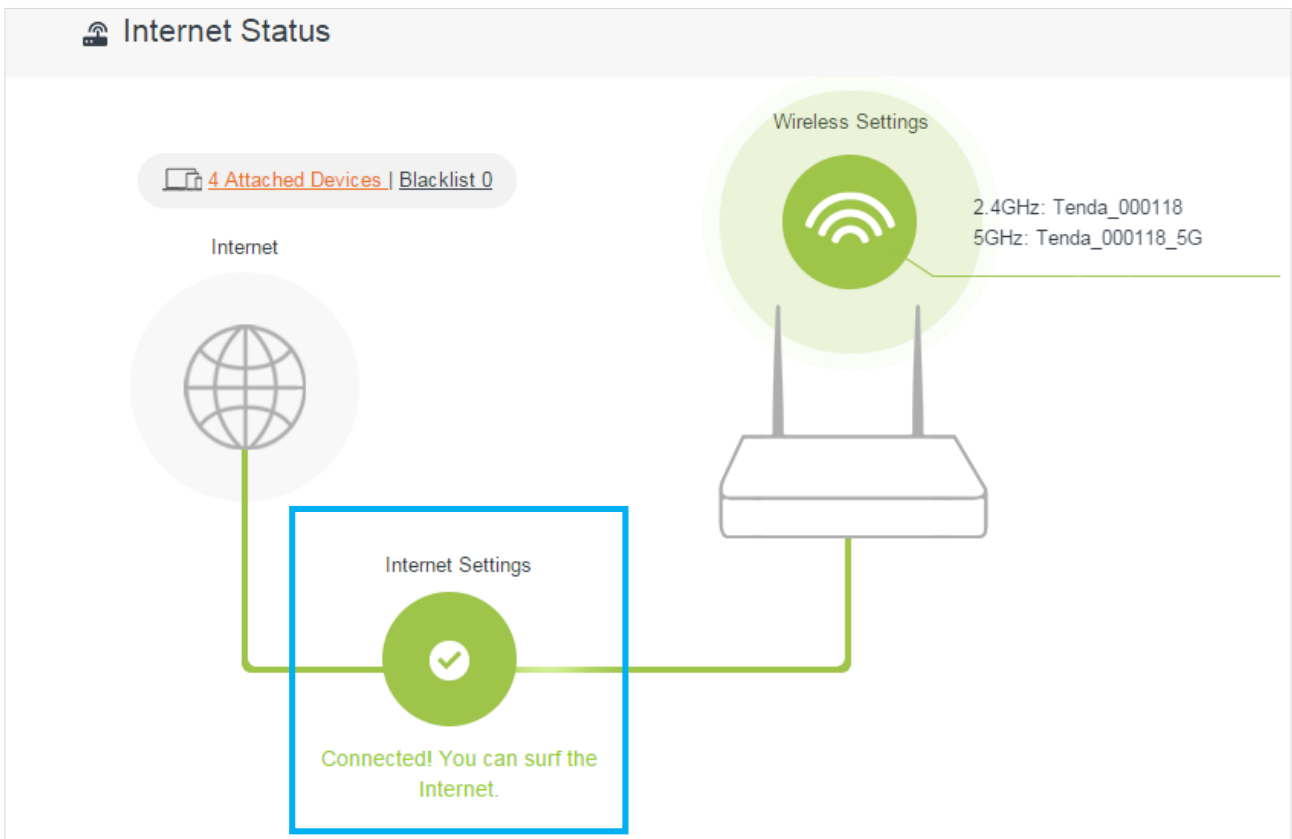 Internet Status
Wireless Settings
4 Attached Devices | Blacklist 0
2.4GHz: Tenda_000118
5GHz: Tenda_000118_5G
Internet
Internet Settings
Connected! You can surf the
Internet.